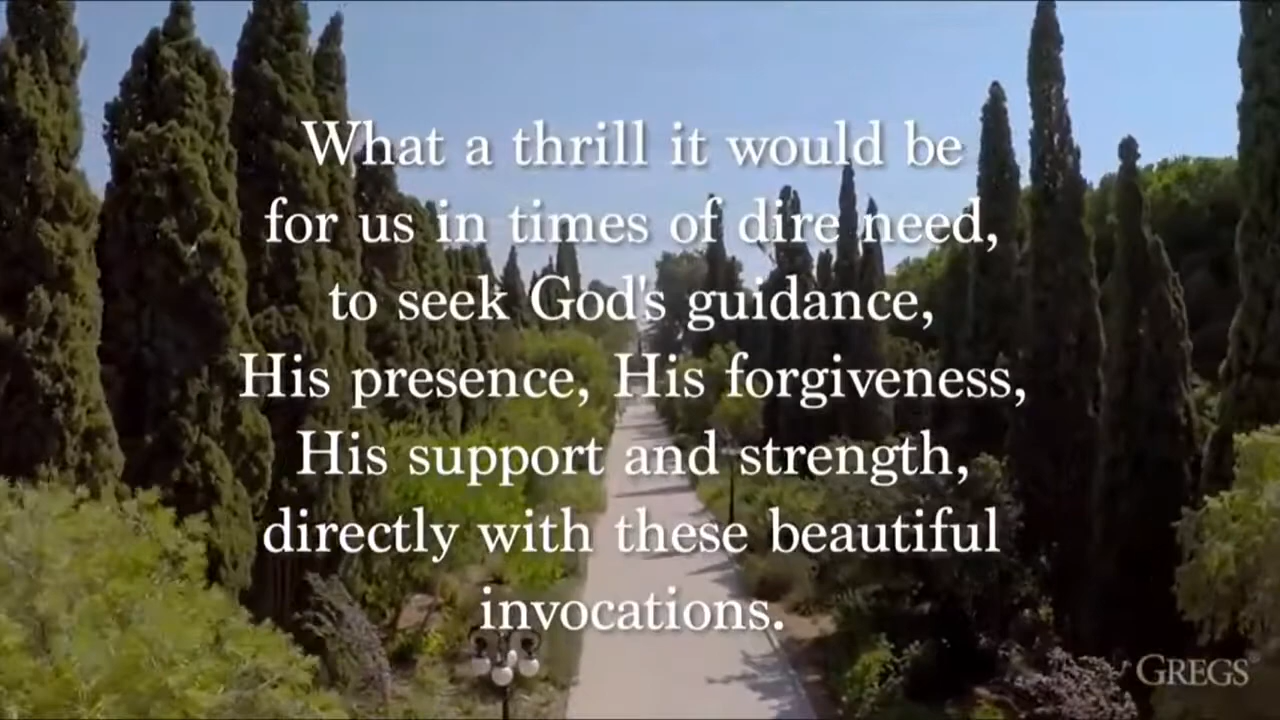 What a thrill it would be
for us in times of dire need,
to seek God's guidance,
His presence, His forgiveness,
His support and strength,
directly with these beautiful
invocations.
GREGS